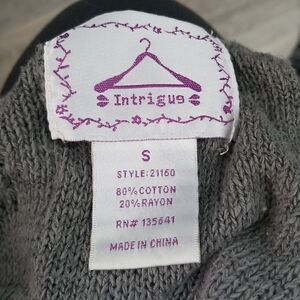 Intrigue
S
STYLE: 21160
80% COTTON
20% RAYON
RN# 135641
MADE IN CHINA